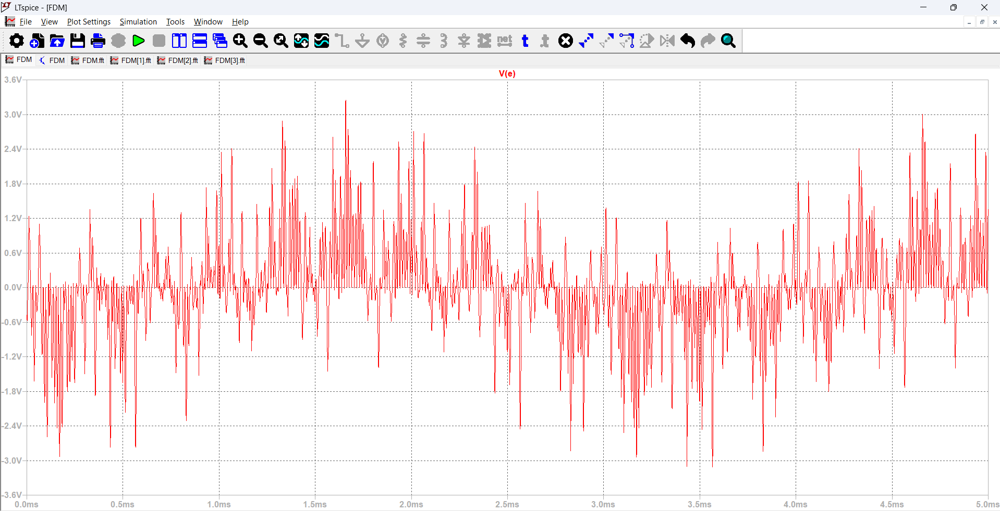 LTspice - [FDM]
File View Plot Settings Simulation Tools Window Help
net t .t
FDM FDM FDM.fft FDM[1].fft FDM[2].fft FDM[3].fft
V(e)
3.6V
3.0V
2.4V
1.8V
1.2V
0.6V
0.0V
-0.6V
-1.2V
-1.8V
-2.4V
-3.0V
-3.6V
0.0ms 0.5ms 1.0ms 1.5ms 2.0ms 2.5ms 3.0ms 3.5ms 4.0ms 4.5ms 5.0ms